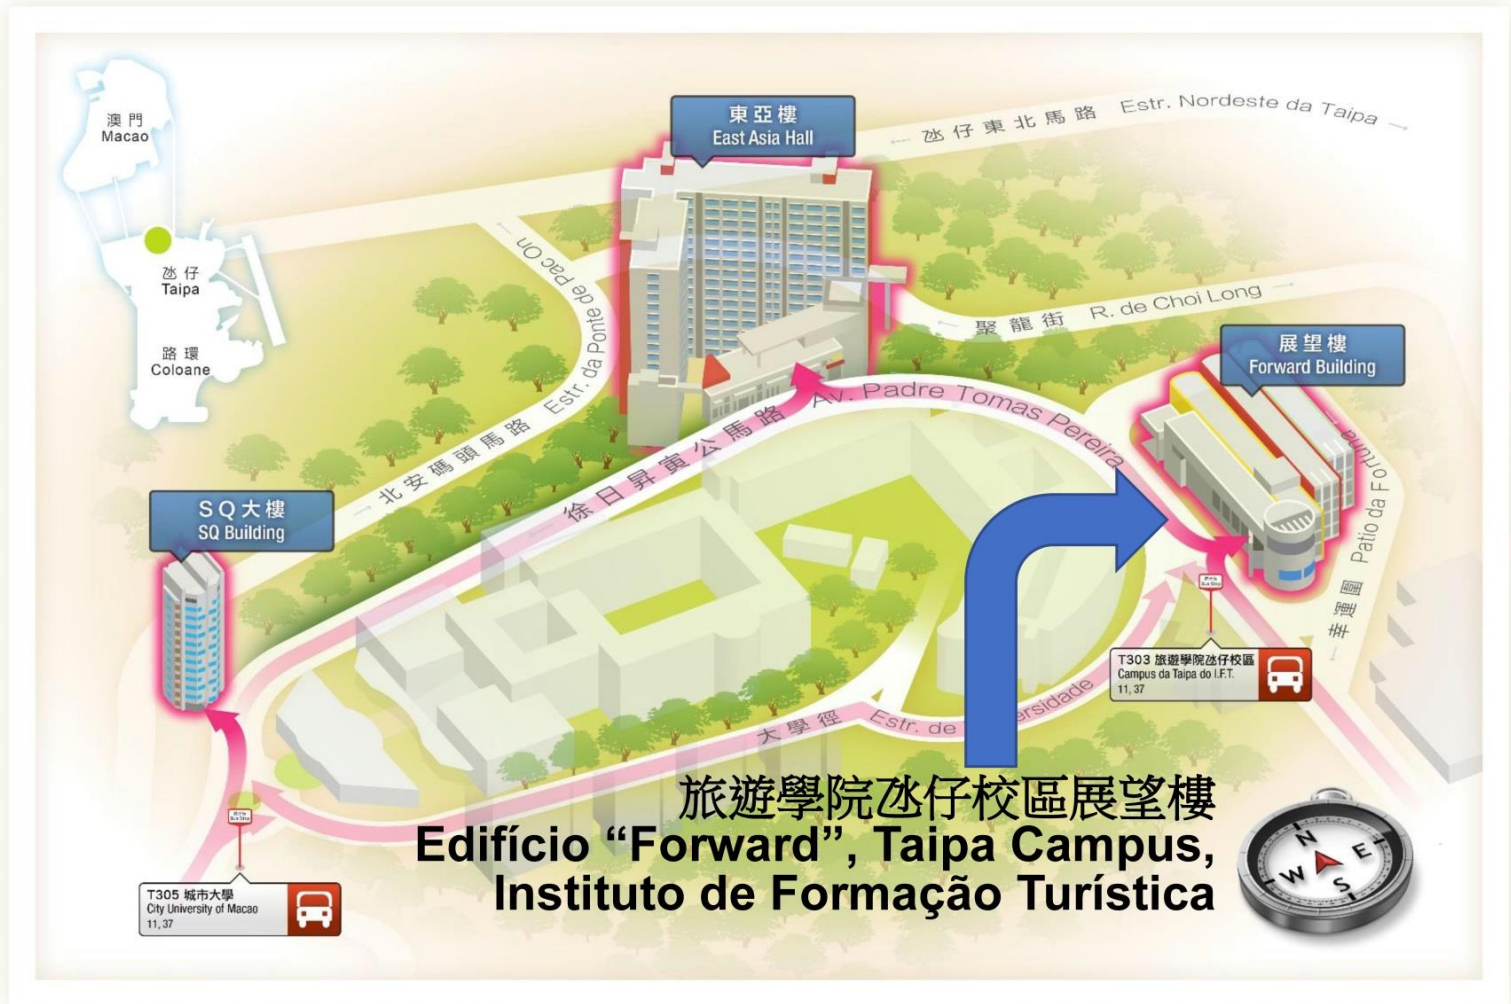 澳門
Macao
氹仔
Taipa
路環
Coloane
東亞樓
East Asia Hall
氹仔東北馬路 Estr. Nordeste da Taipa
北安碼頭馬路 Estr. da Ponte de Pac On
聚龍街 R. de Choi Long
展望樓
Forward Building
徐日昇寅公馬路 Av. Padre Tomas Pereira
SQ大樓
SQ Building
幸運圍 Patio da Fortuna
T303 旅遊學院氹仔校區
Campus da Taipa do I.F.T.
11, 37
大學徑 Estr. de
旅遊學院氹仔校區展望樓
Edifício “Forward”, Taipa Campus,
Instituto de Formação Turística
T305 城市大學
City University of Macao
11, 37
N
E
W
S